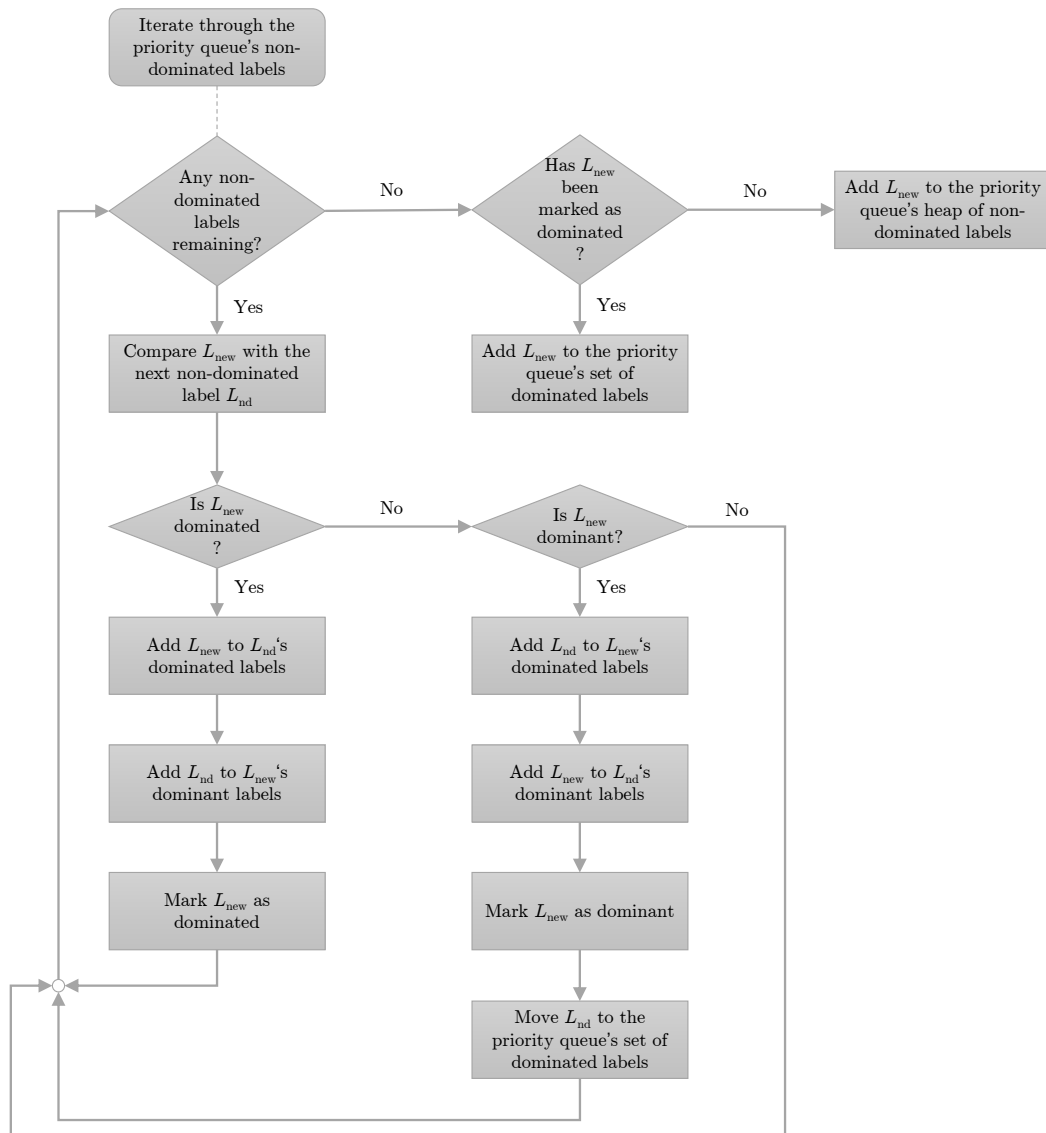 Iterate through the
priority queue's non-
dominated labels
Any non-
dominated
labels
remaining?
No
Has L_new
been
marked as
dominated
?
No
Add L_new to the priority
queue's heap of non-
dominated labels
Yes
Yes
Compare L_new with the
next non-dominated
label L_nd
Add L_new to the priority
queue's set of
dominated labels
Is L_new
dominated
?
No
Is L_new
dominant?
No
Yes
Yes
Add L_new to L_nd‘s
dominated labels
Add L_nd to L_new‘s
dominated labels
Add L_nd to L_new‘s
dominant labels
Add L_new to L_nd‘s
dominant labels
Mark L_new as
dominated
Mark L_new as dominant
Move L_nd to the
priority queue's set of
dominated labels